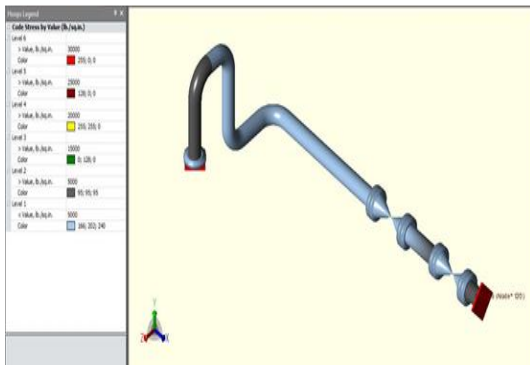 Hoops Legend
Code Stress by Value (lb./sq.in.)
Level 6
> Value, lb./sq.in. 30000
Color 255; 0; 0
Level 5
> Value, lb./sq.in. 25000
Color 128; 0; 0
Level 4
> Value, lb./sq.in. 20000
Color 255; 255; 0
Level 3
> Value, lb./sq.in. 15000
Color 0; 128; 0
Level 2
> Value, lb./sq.in. 5000
Color 95; 95; 95
Level 1
< Value, lb./sq.in. 5000
Color 166; 202; 240
(Node* 120)
Y
Z
X